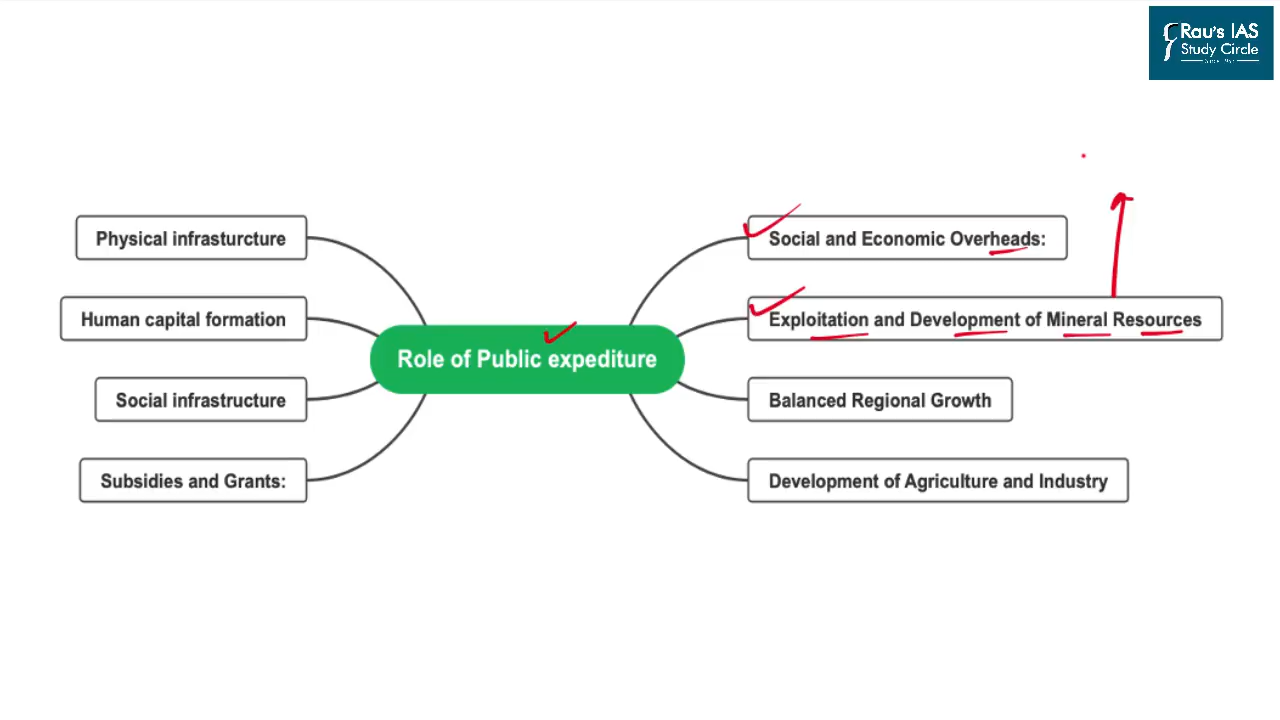 Rau's IAS
Study Circle
Physical infrasturcture
Human capital formation
Social infrastructure
Subsidies and Grants:
Role of Public expediture
Social and Economic Overheads:
Exploitation and Development of Mineral Resources
Balanced Regional Growth
Development of Agriculture and Industry